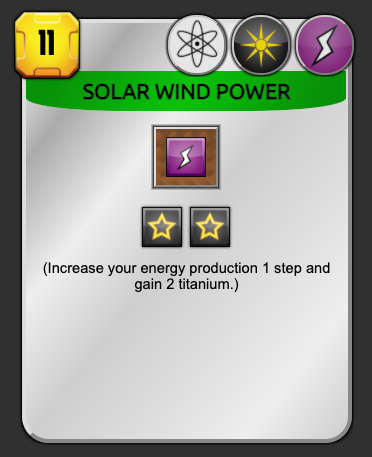 11
SOLAR WIND POWER
(Increase your energy production 1 step and
gain 2 titanium.)